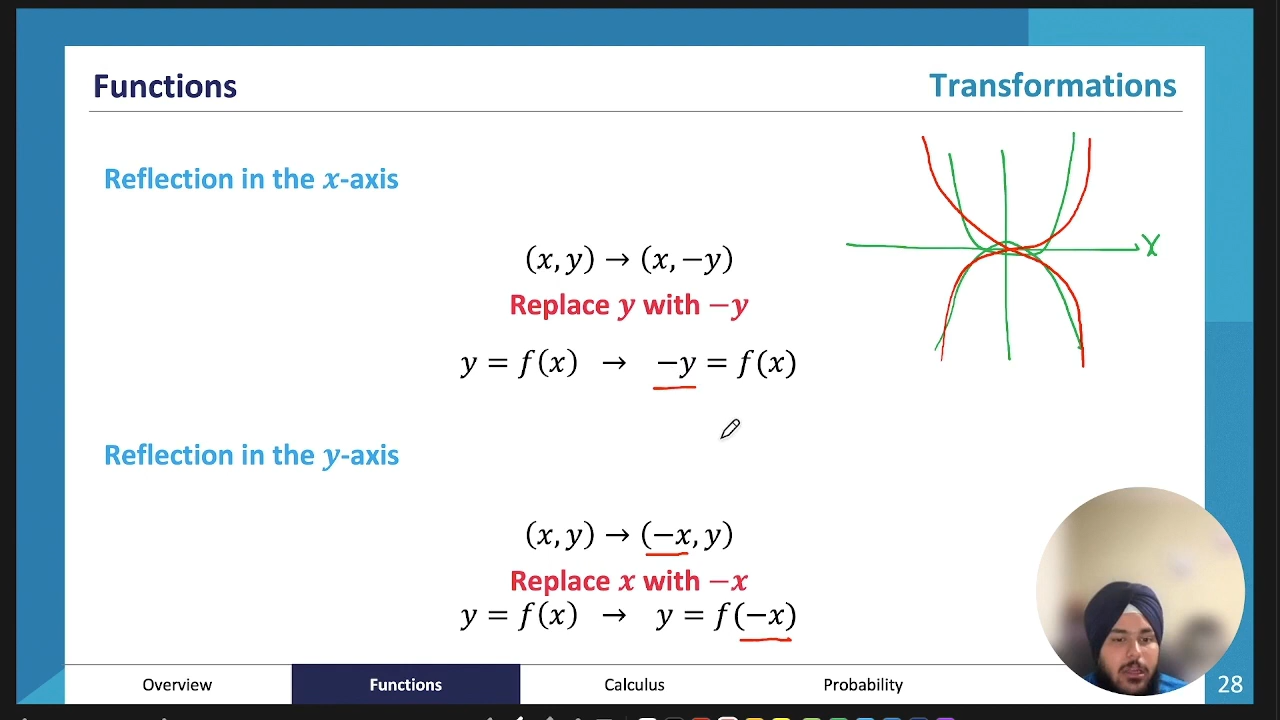 Functions
Transformations
Reflection in the x-axis
x
(x, y) → (x, −y)
Replace y with −y
y = f(x) → −y = f(x)
Reflection in the y-axis
(x, y) → (−x, y)
Replace x with −x
y = f(x) → y = f(−x)
Overview Functions Calculus Probability
28